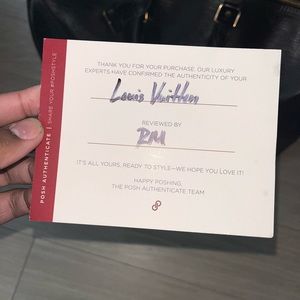 THANK YOU FOR YOUR PURCHASE. OUR LUXURY
EXPERTS HAVE CONFIRMED THE AUTHENTICITY OF YOUR
Louis Vuitton
REVIEWED BY
RM
IT'S ALL YOURS, READY TO STYLE—WE HOPE YOU LOVE IT!
HAPPY POSHING,
THE POSH AUTHENTICATE TEAM
POSH AUTHENTICATE | SHARE YOUR #POSHSTYLE